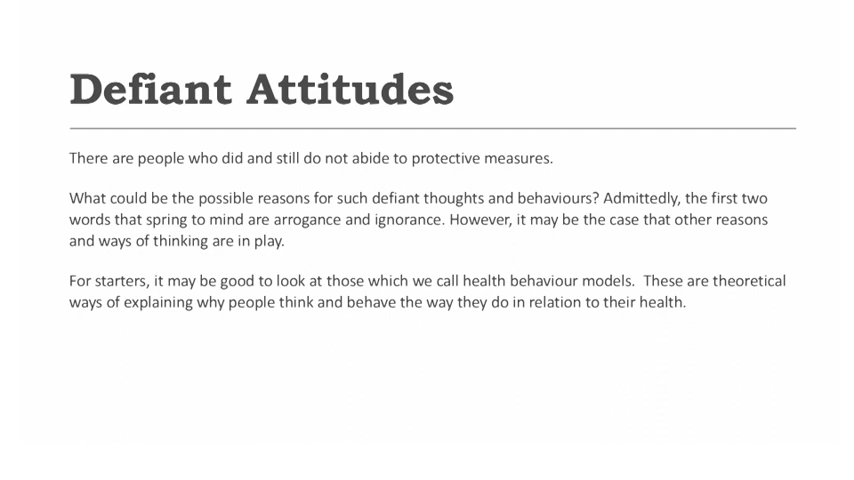 Defiant Attitudes
There are people who did and still do not abide to protective measures.
What could be the possible reasons for such defiant thoughts and behaviours? Admittedly, the first two
words that spring to mind are arrogance and ignorance. However, it may be the case that other reasons
and ways of thinking are in play.
For starters, it may be good to look at those which we call health behaviour models.  These are theoretical
ways of explaining why people think and behave the way they do in relation to their health.